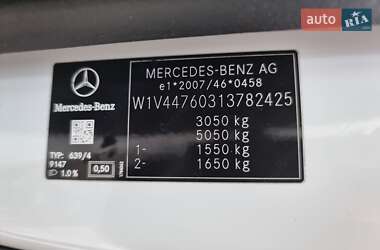 auto RIA
MERCEDES-BENZ AG
e1*2007/46*0458
W1V44760313782425
3050 kg
5050 kg
1- 1550 kg
2- 1650 kg
Mercedes-Benz
TYP: 639/4
9147
1.0 % 0,50